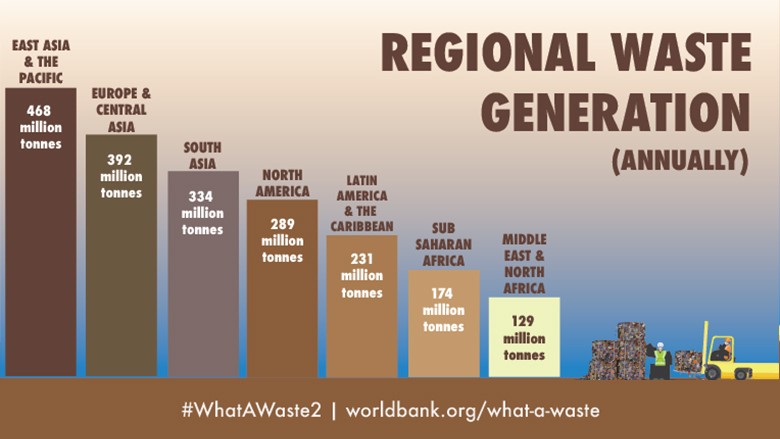 REGIONAL WASTE
GENERATION
(ANNUALLY)
EAST ASIA
& THE
PACIFIC
468
million
tonnes
EUROPE &
CENTRAL
ASIA
392
million
tonnes
SOUTH
ASIA
334
million
tonnes
NORTH
AMERICA
289
million
tonnes
LATIN
AMERICA
& THE
CARIBBEAN
231
million
tonnes
SUB
SAHARAN
AFRICA
174
million
tonnes
MIDDLE
EAST &
NORTH
AFRICA
129
million
tonnes
#WhatAWaste2 | worldbank.org/what-a-waste